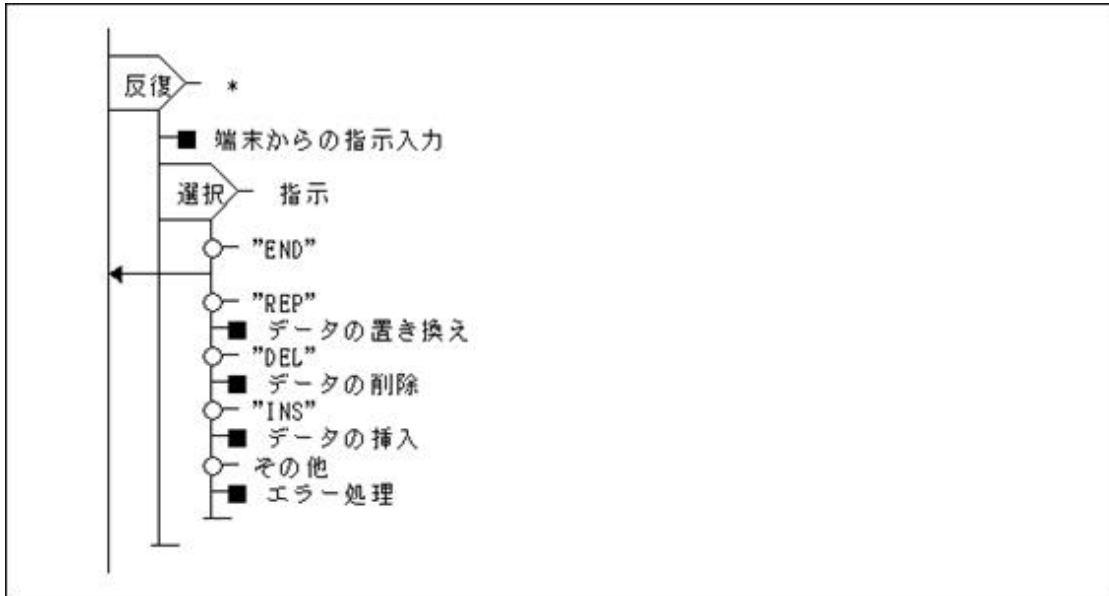 反復 *
端末からの指示入力
選択 指示
”END”
”REP”
データの置き換え
”DEL”
データの削除
”INS”
データの挿入
その他
エラー処理